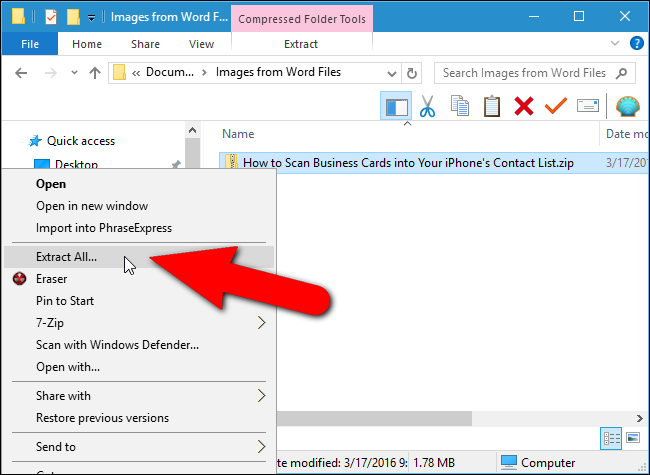 Images from Word Files
Compressed Folder Tools
File
Home
Share
View
Extract
« Docum... › Images from Word Files
Search Images from Word Files
Name
Date mo
Quick access
Desktop
How to Scan Business Cards into Your iPhone's Contact List.zip
3/17/2016
Open
Open in new window
Import into PhraseExpress
Extract All...
Eraser
Pin to Start
7-Zip
Scan with Windows Defender...
Open with...
Share with
Restore previous versions
Send to
te modified: 3/17/2016 9:
1.78 MB
Computer